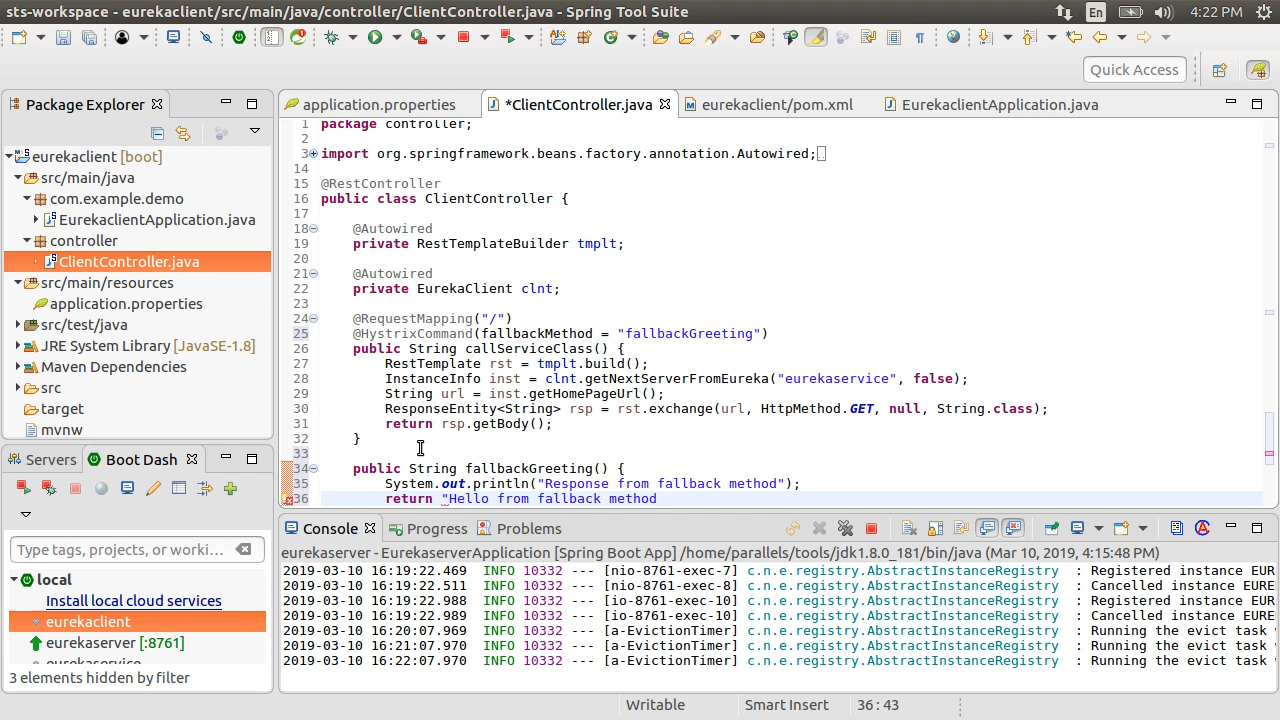 sts-workspace - eurekaclient/src/main/java/controller/ClientController.java - Spring Tool Suite
En
4:22 PM
Quick Access
Package Explorer
application.properties
*ClientController.java
eurekaclient/pom.xml
EurekaclientApplication.java
eurekaclient [boot]
src/main/java
com.example.demo
EurekaclientApplication.java
controller
ClientController.java
src/main/resources
application.properties
src/test/java
JRE System Library [JavaSE-1.8]
Maven Dependencies
src
target
mvnw
1 package controller;
2
3 import org.springframework.beans.factory.annotation.Autowired;
14
15 @RestController
16 public class ClientController {
17
18 @Autowired
19 private RestTemplateBuilder tmplt;
20
21 @Autowired
22 private EurekaClient clnt;
23
24 @RequestMapping("/")
25 @HystrixCommand(fallbackMethod = "fallbackGreeting")
26 public String callServiceClass() {
27 RestTemplate rst = tmplt.build();
28 InstanceInfo inst = clnt.getNextServerFromEureka("eurekaservice", false);
29 String url = inst.getHomePageUrl();
30 ResponseEntity<String> rsp = rst.exchange(url, HttpMethod.GET, null, String.class);
31 return rsp.getBody();
32 }
33
34 public String fallbackGreeting() {
35 System.out.println("Response from fallback method");
36 return "Hello from fallback method
Servers
Boot Dash
Type tags, projects, or worki...
local
Install local cloud services
eurekaclient
eurekaserver [:8761]
eurekaservice
3 elements hidden by filter
Console
Progress
Problems
eurekaserver - EurekaserverApplication [Spring Boot App] /home/parallels/tools/jdk1.8.0_181/bin/java (Mar 10, 2019, 4:15:48 PM)
2019-03-10 16:19:22.469 INFO 10332 --- [nio-8761-exec-7] c.n.e.registry.AbstractInstanceRegistry : Registered instance EURE
2019-03-10 16:19:22.511 INFO 10332 --- [nio-8761-exec-8] c.n.e.registry.AbstractInstanceRegistry : Cancelled instance EUREK
2019-03-10 16:19:22.988 INFO 10332 --- [io-8761-exec-10] c.n.e.registry.AbstractInstanceRegistry : Registered instance EURE
2019-03-10 16:19:22.989 INFO 10332 --- [io-8761-exec-10] c.n.e.registry.AbstractInstanceRegistry : Cancelled instance EUREK
2019-03-10 16:20:07.969 INFO 10332 --- [a-EvictionTimer] c.n.e.registry.AbstractInstanceRegistry : Running the evict task
2019-03-10 16:21:07.970 INFO 10332 --- [a-EvictionTimer] c.n.e.registry.AbstractInstanceRegistry : Running the evict task
2019-03-10 16:22:07.970 INFO 10332 --- [a-EvictionTimer] c.n.e.registry.AbstractInstanceRegistry : Running the evict task
Writable
Smart Insert
36:43